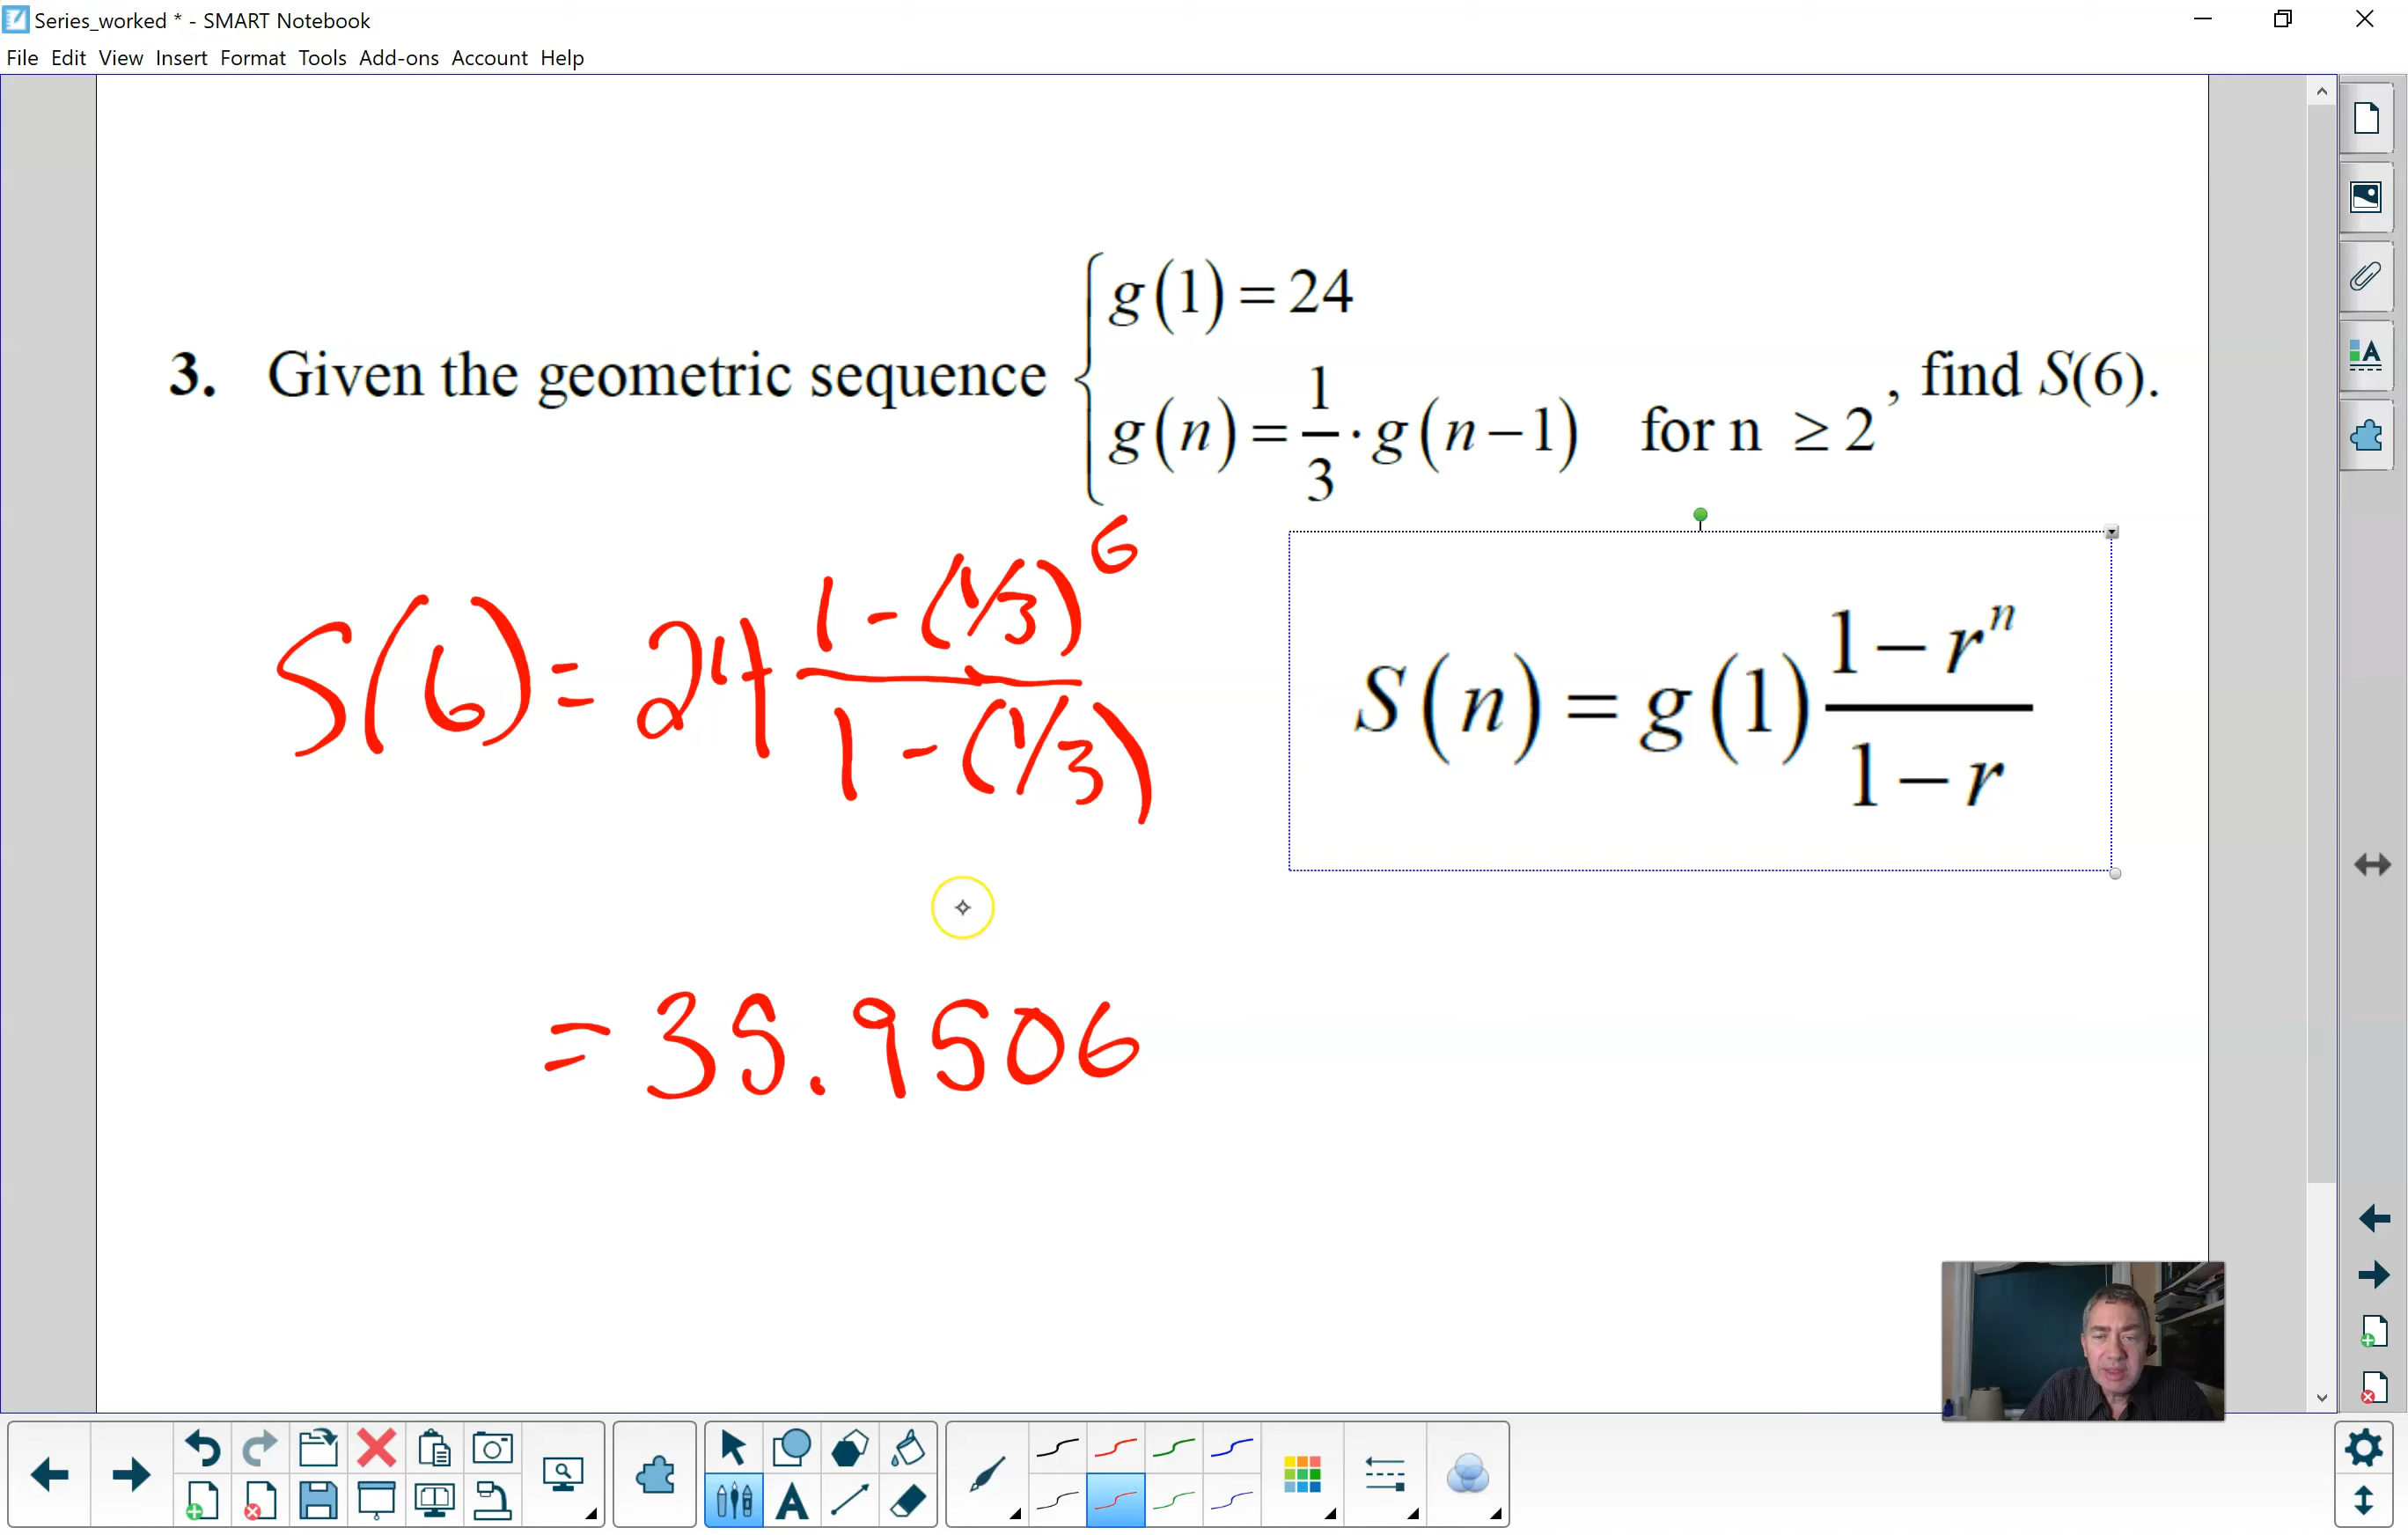 Series_worked * - SMART Notebook
File Edit View Insert Format Tools Add-ons Account Help
g(1) = 24
3. Given the geometric sequence { , find S(6).
g(n) = 1/3 · g(n−1) for n ≥ 2
S(6) = 24 (1 - (1/3)^6)/(1 - (1/3))
S(n) = g(1) (1 − r^n)/(1 − r)
= 35.9506